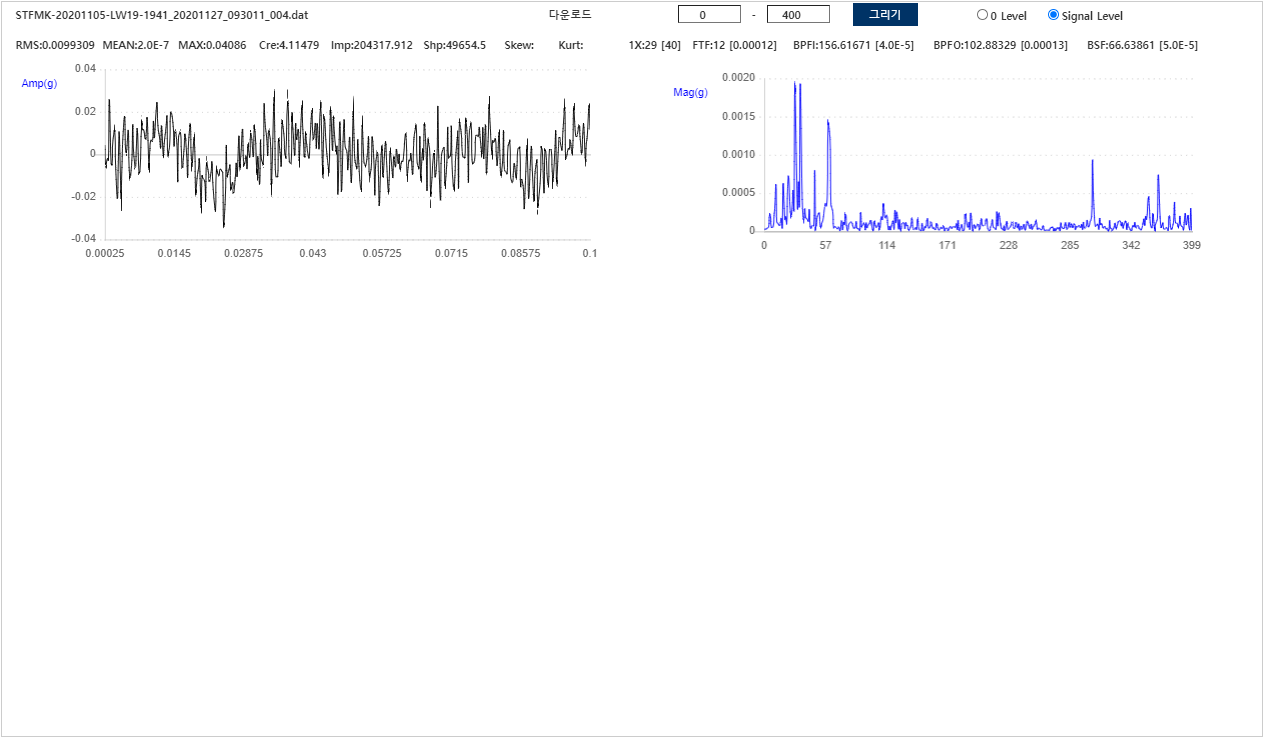 STFMK-20201105-LW19-1941_20201127_093011_004.dat 다운로드 0 - 400 그리기 0 Level Signal Level
RMS:0.0099309 MEAN:2.0E-7 MAX:0.04086 Cre:4.11479 Imp:204317.912 Shp:49654.5 Skew: Kurt: 1X:29 [40] FTF:12 [0.00012] BPFI:156.61671 [4.0E-5] BPFO:102.88329 [0.00013] BSF:66.63861 [5.0E-5]
Amp(g)
0.04
0.02
0
-0.02
-0.04
0.00025 0.0145 0.02875 0.043 0.05725 0.0715 0.08575 0.1
Mag(g)
0.0020
0.0015
0.0010
0.0005
0
0 57 114 171 228 285 342 399